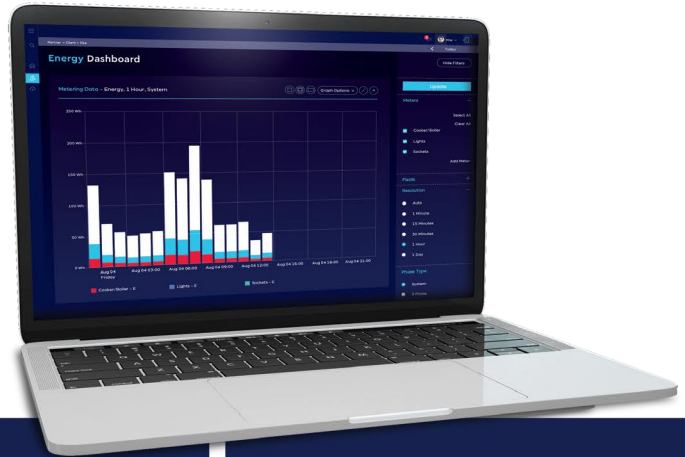 Partner > Client > Site
Today
Energy Dashboard
Hide Filters
Metering Data – Energy, 1 Hour, System
Graph Options
Update
Meters
Select All
Clear All
Cooker/Boiler
Lights
Sockets
Add Meter
Fields
Resolution
Auto
1 Minute
15 Minutes
30 Minutes
1 Hour
1 Day
Phase Type
System
3 Phase
250 Wh
200 Wh
150 Wh
100 Wh
50 Wh
0 Wh
Aug 04 Aug 04 03:00 Aug 04 06:00 Aug 04 09:00 Aug 04 12:00 Aug 04 15:00 Aug 04 18:00 Aug 04 21:00
Friday
Cooker/Boiler - E Lights - E Sockets - E